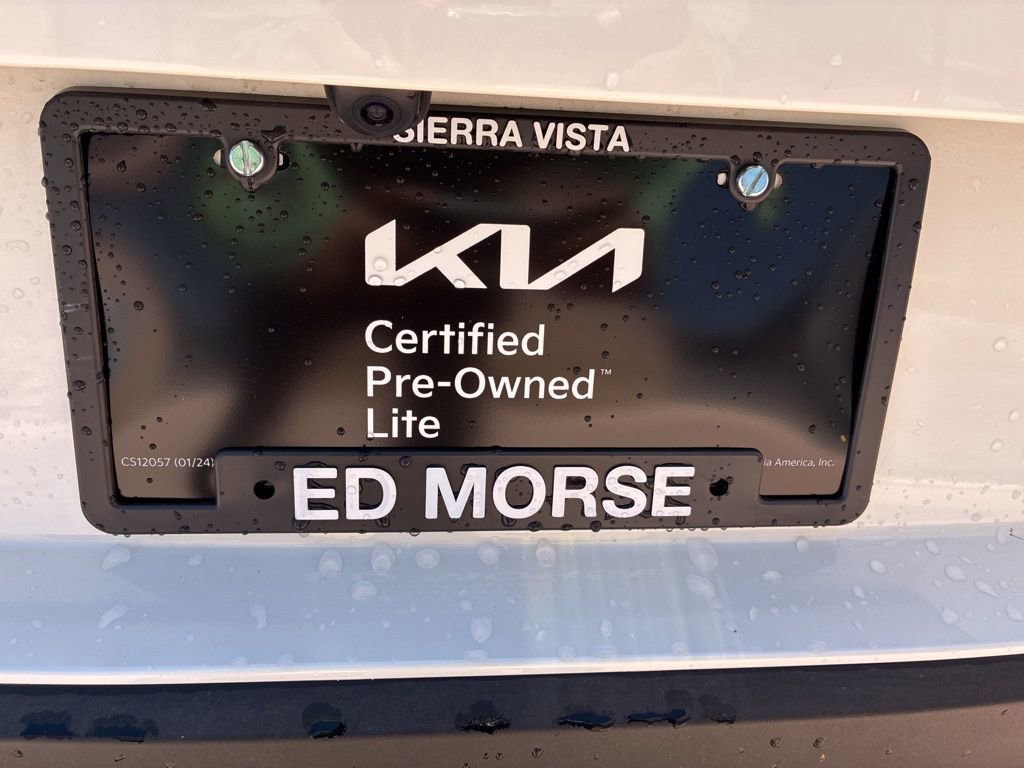 SIERRA VISTA
KIA
Certified
Pre-Owned™
Lite
CS12057 (01/24)
ia America, Inc.
ED MORSE